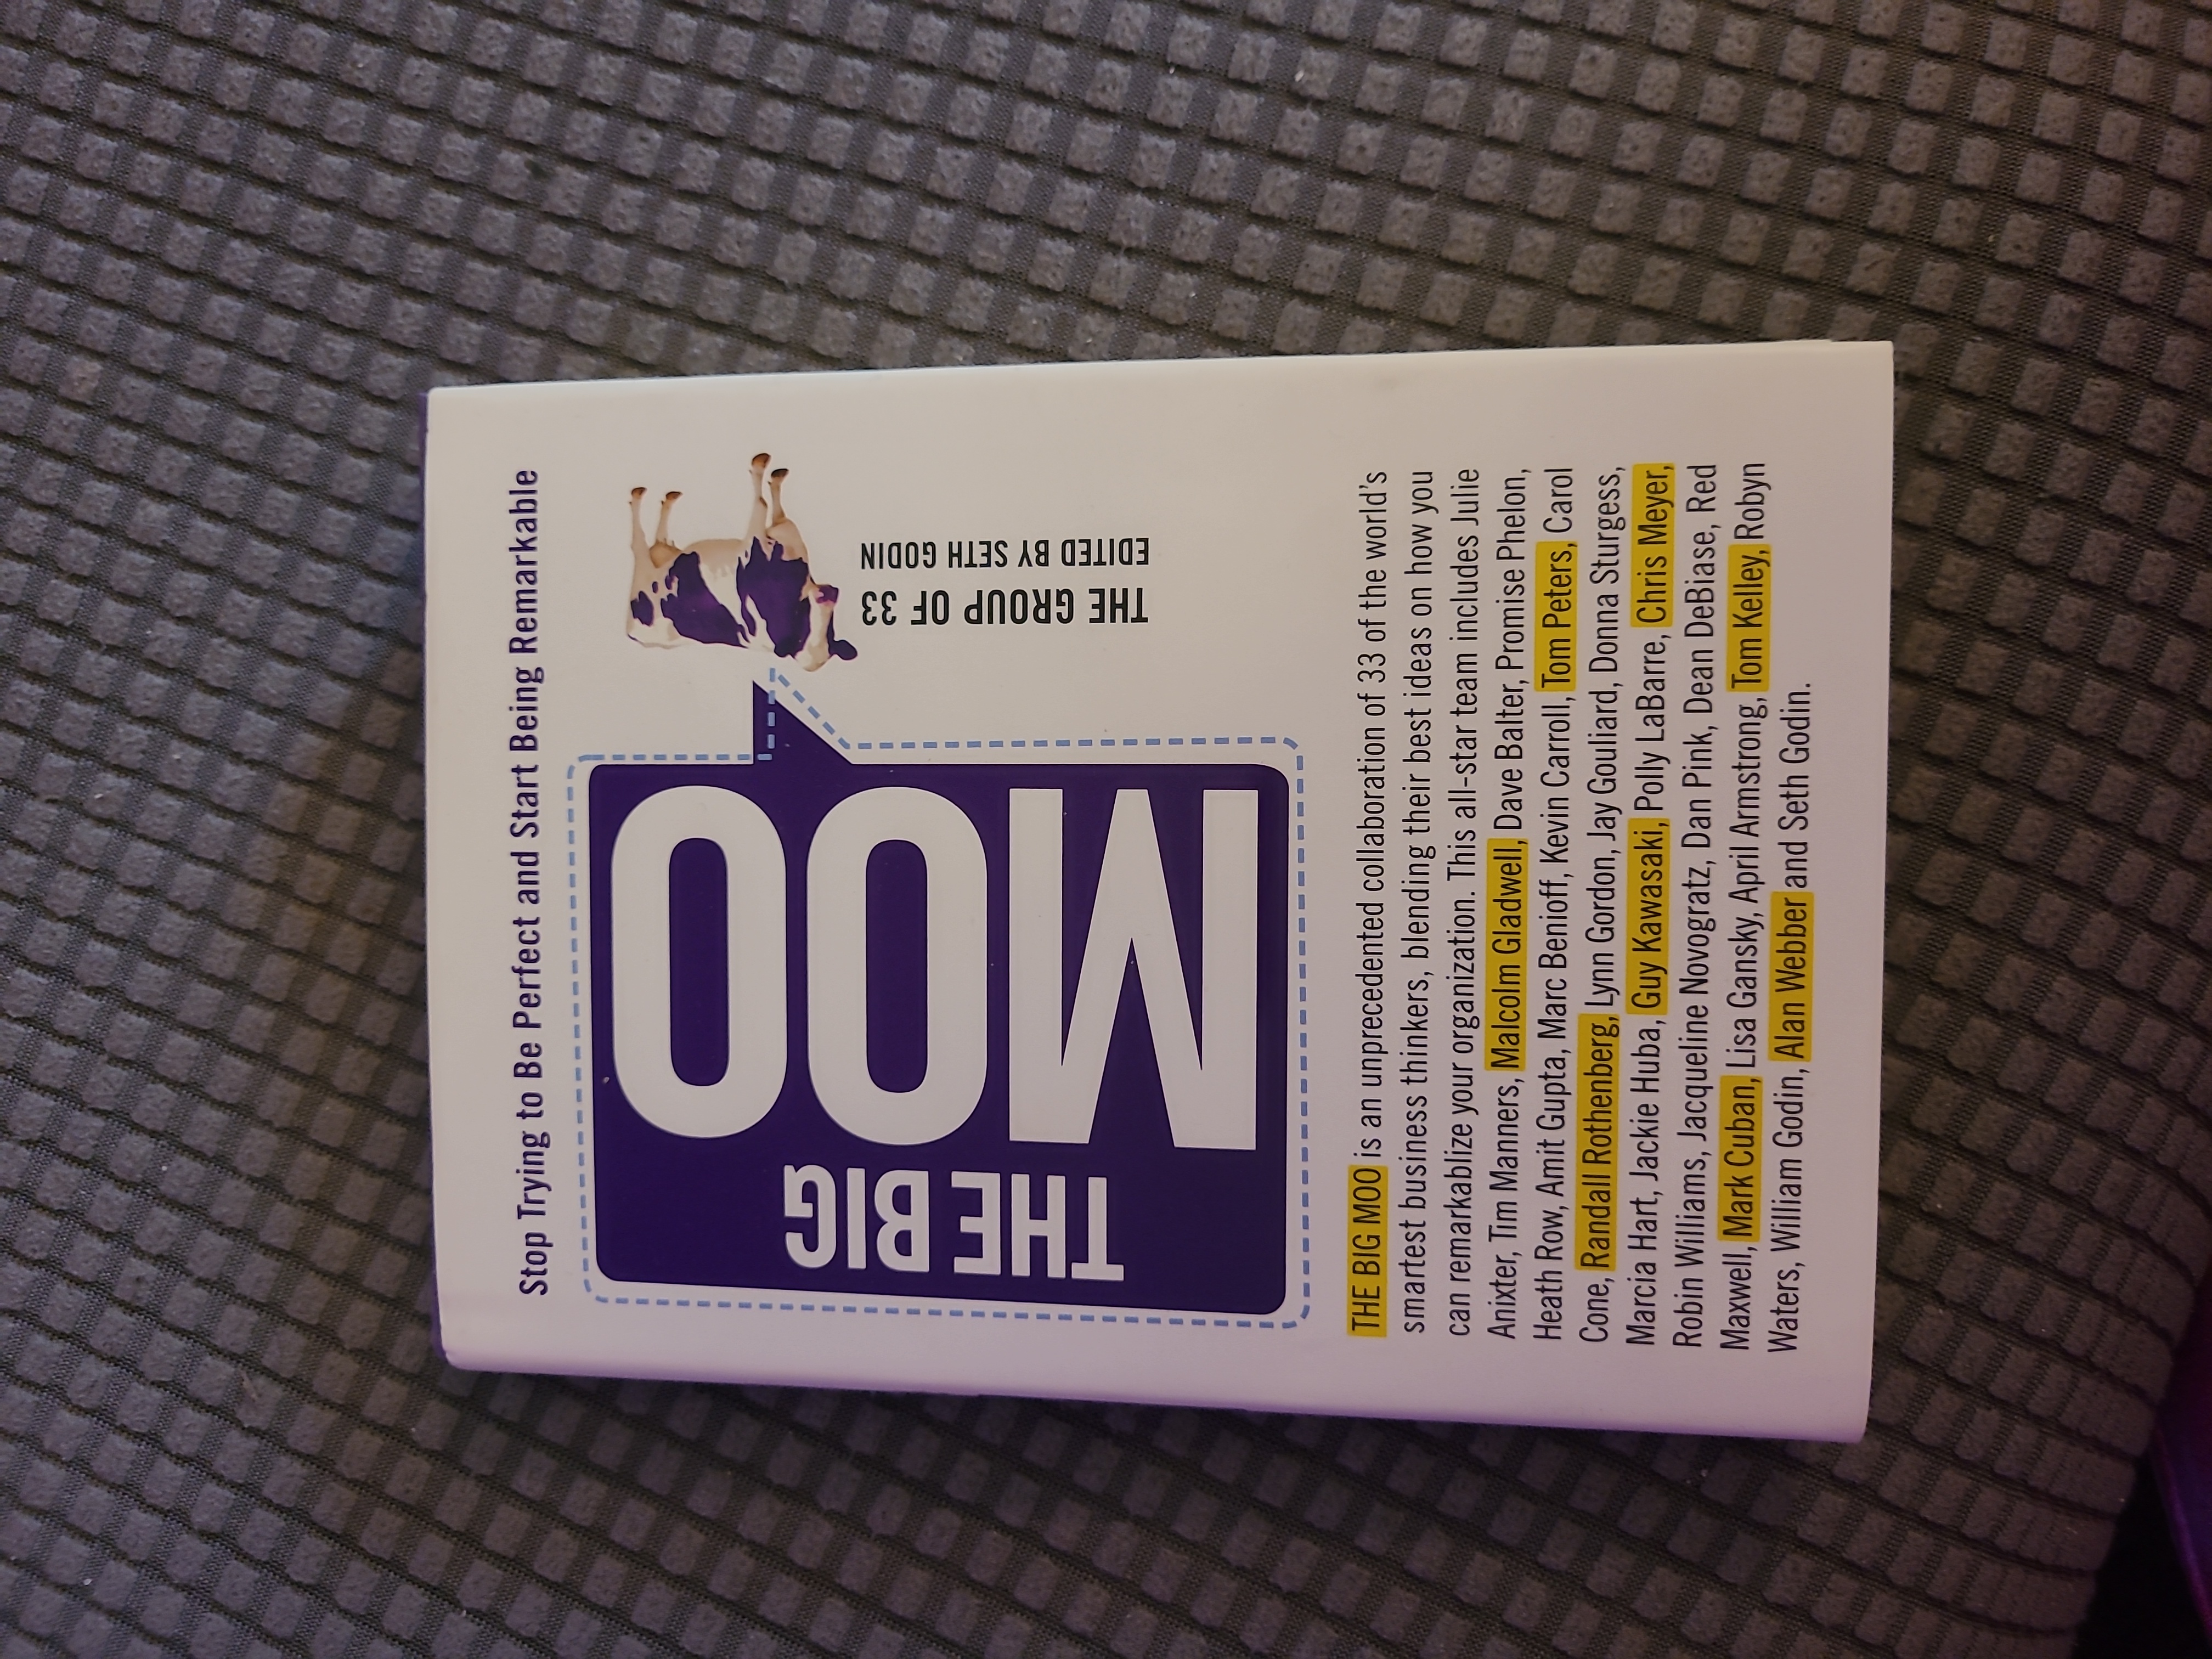 Stop Trying to Be Perfect and Start Being Remarkable
THE BIG
MOO
THE GROUP OF 33
EDITED BY SETH GODIN
THE BIG MOO is an unprecedented collaboration of 33 of the world's
smartest business thinkers, blending their best ideas on how you
can remarkablize your organization. This all-star team includes Julie
Anixter, Tim Manners, Malcolm Gladwell, Dave Balter, Promise Phelon,
Heath Row, Amit Gupta, Marc Benioff, Kevin Carroll, Tom Peters, Carol
Cone, Randall Rothenberg, Lynn Gordon, Jay Gouliard, Donna Sturgess,
Marcia Hart, Jackie Huba, Guy Kawasaki, Polly LaBarre, Chris Meyer,
Robin Williams, Jacqueline Novogratz, Dan Pink, Dean DeBiase, Red
Maxwell, Mark Cuban, Lisa Gansky, April Armstrong, Tom Kelley, Robyn
Waters, William Godin, Alan Webber and Seth Godin.